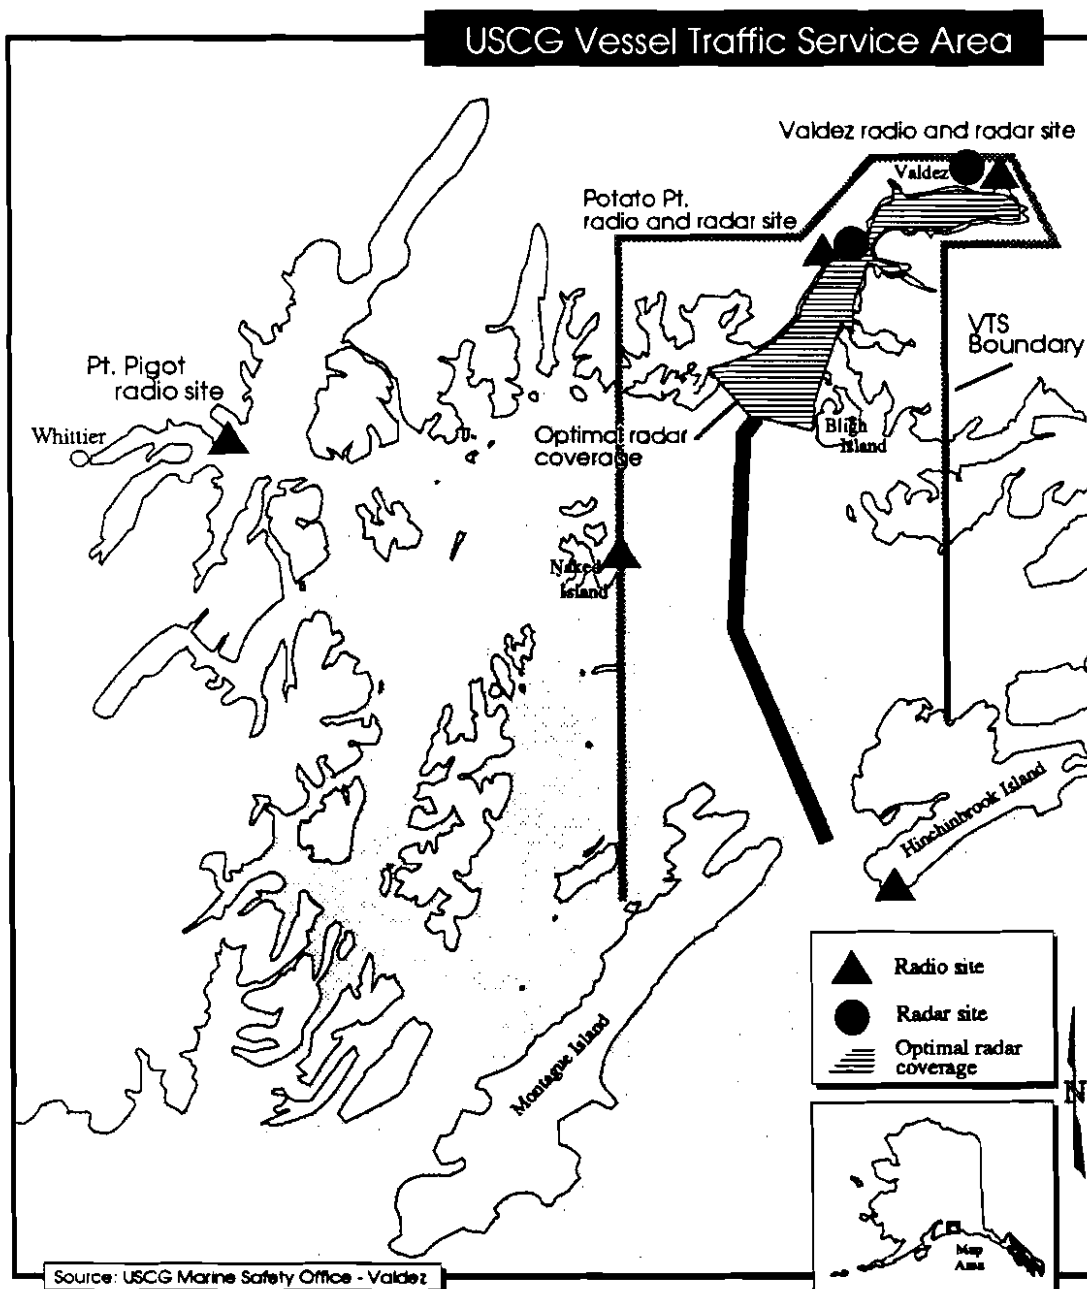 USCG Vessel Traffic Service Area
Valdez radio and radar site
Valdez
Potato Pt.
radio and radar site
VTS
Boundary
Pt. Pigot
radio site
Whittier
Optimal radar
coverage
Bligh
Island
Naked
Island
Hinchinbrook Island
Montague Island
Radio site
Radar site
Optimal radar
coverage
N
Map
Area
Source: USCG Marine Safety Office - Valdez